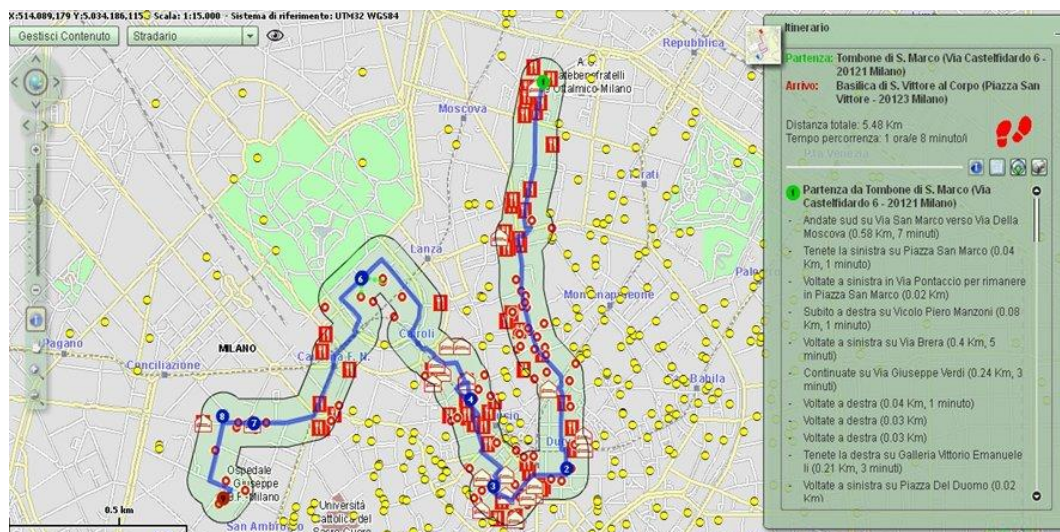 X:514.089,179 Y:5.034.186,115 Scala: 1:15.000 - Sistema di riferimento: UTM32 WGS84
Gestisci Contenuto
Stradario
Repubblica
Moscova
Lanza
Cairoli
MILANO
Pagano
Conciliazione
Babila
Ospedale
Giuseppe
Milano
San Ambrogio
Università
Cattolica del
0.5 km
1
2
3
4
6
7
8
Itinerario
Partenza: Tombone di S. Marco (Via Castelfidardo 6 -
20121 Milano)
Arrivo: Basilica di S. Vittore al Corpo (Piazza San
Vittore - 20123 Milano)
Distanza totale: 5.48 Km
Tempo percorrenza: 1 ora/e 8 minuto/i
1 Partenza da Tombone di S. Marco (Via
Castelfidardo 6 - 20121 Milano)
- Andate sud su Via San Marco verso Via Della
Moscova (0.58 Km, 7 minuti)
- Tenete la sinistra su Piazza San Marco (0.04
Km, 1 minuto)
- Voltate a sinistra in Via Pontaccio per rimanere
in Piazza San Marco (0.02 Km)
- Subito a destra su Vicolo Piero Manzoni (0.08
Km, 1 minuto)
- Voltate a sinistra su Via Brera (0.4 Km, 5
minuti)
- Continuate su Via Giuseppe Verdi (0.24 Km, 3
minuti)
- Voltate a destra (0.04 Km, 1 minuto)
- Voltate a destra (0.03 Km)
- Voltate a destra (0.03 Km)
- Tenete la destra su Galleria Vittorio Emanuele
Ii (0.21 Km, 3 minuti)
- Voltate a sinistra su Piazza Del Duomo (0.02
Km)